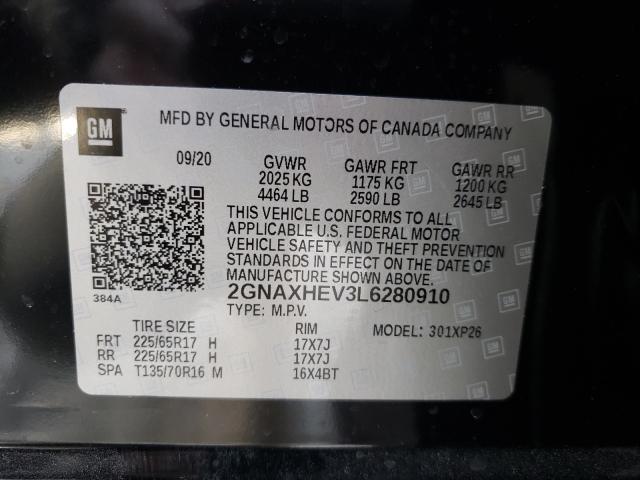 GM
MFD BY GENERAL MOTORS OF CANADA COMPANY
09/20 GVWR GAWR FRT GAWR RR
2025 KG 1175 KG 1200 KG
4464 LB 2590 LB 2645 LB
THIS VEHICLE CONFORMS TO ALL
APPLICABLE U.S. FEDERAL MOTOR
VEHICLE SAFETY AND THEFT PREVENTION
STANDARDS IN EFFECT ON THE DATE OF
MANUFACTURE SHOWN ABOVE.
384A
2GNAXHEV3L6280910
TYPE: M.P.V.
TIRE SIZE RIM MODEL: 301XP26
FRT 225/65R17 H 17X7J
RR 225/65R17 H 17X7J
SPA T135/70R16 M 16X4BT